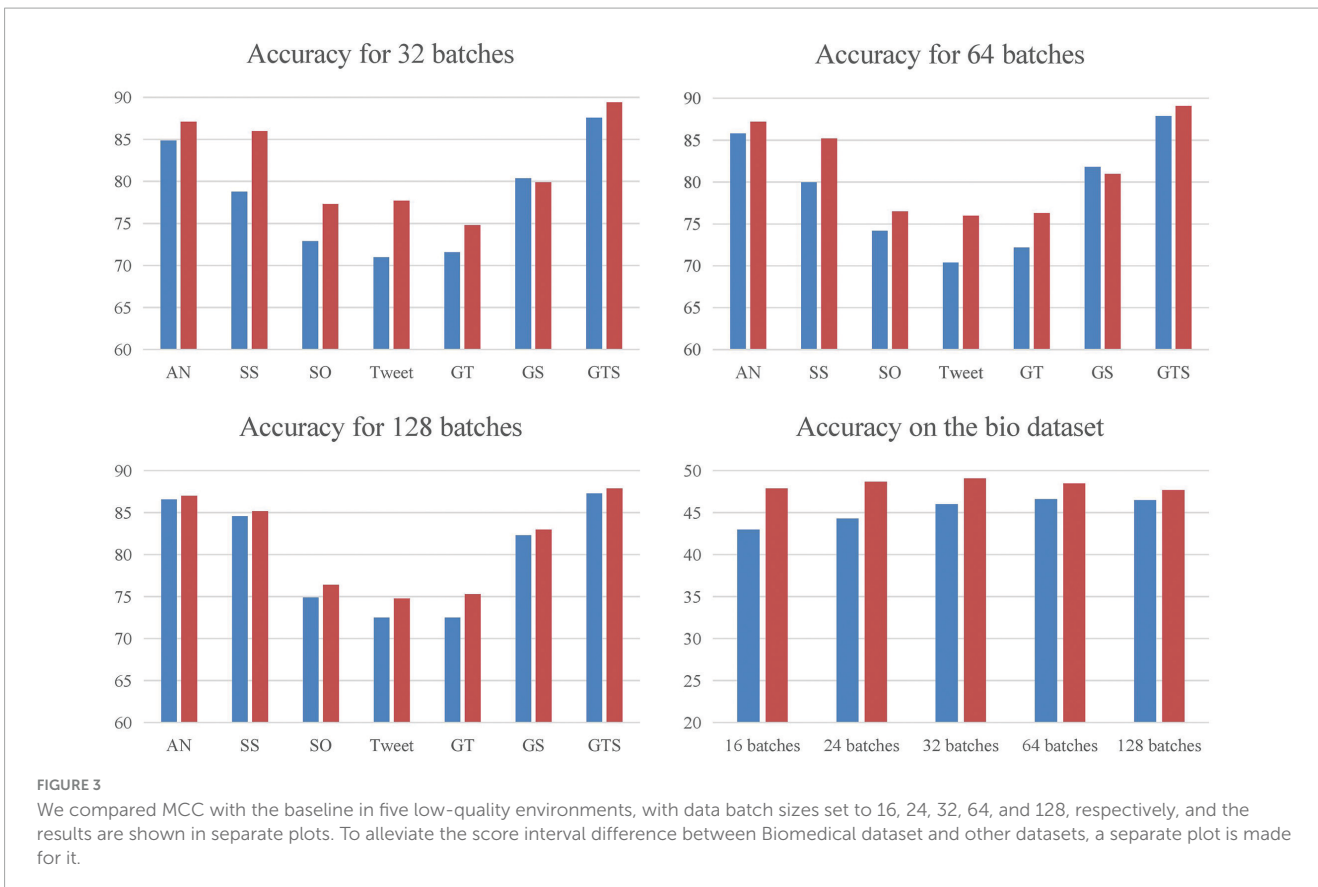 Accuracy for 32 batches
90
85
80
75
70
65
60
AN SS SO Tweet GT GS GTS
Accuracy for 64 batches
90
85
80
75
70
65
60
AN SS SO Tweet GT GS GTS
Accuracy for 128 batches
90
85
80
75
70
65
60
AN SS SO Tweet GT GS GTS
Accuracy on the bio dataset
50
45
40
35
30
25
20
16 batches 24 batches 32 batches 64 batches 128 batches
FIGURE 3
We compared MCC with the baseline in five low-quality environments, with data batch sizes set to 16, 24, 32, 64, and 128, respectively, and the
results are shown in separate plots. To alleviate the score interval difference between Biomedical dataset and other datasets, a separate plot is made
for it.